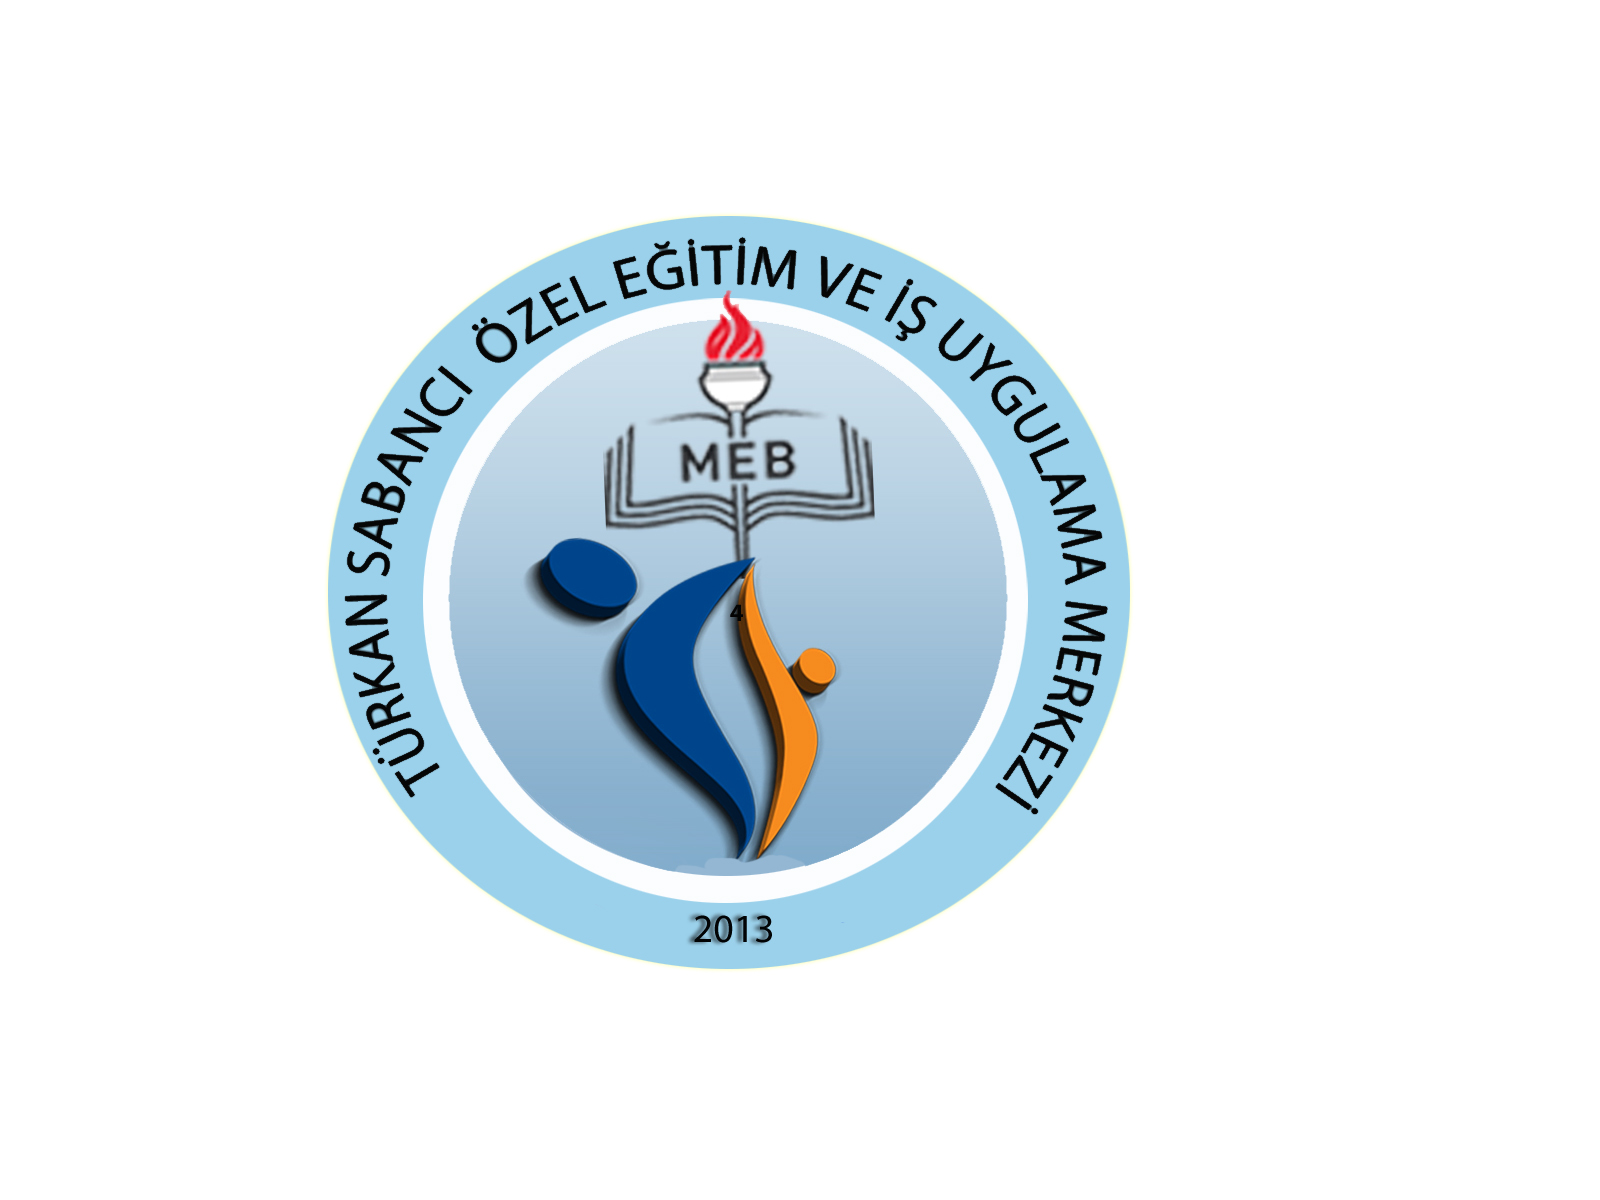 TÜRKAN SABANCI ÖZEL EĞİTİM VE İŞ UYGULAMA MERKEZİ
MEB
4
2013